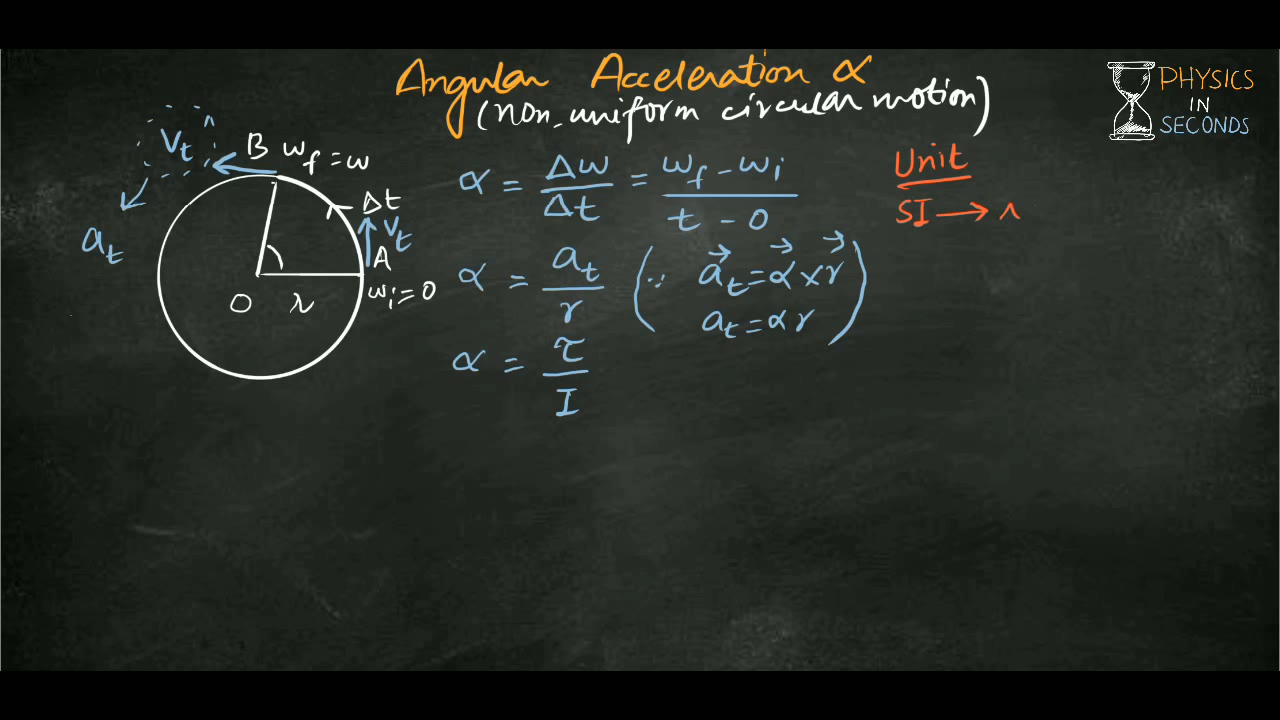 Angular Acceleration α
(non-uniform circular motion)
PHYSICS
IN
SECONDS
Vt
B ωf = ω
Δt
Vt
at
A
O r
ωi = 0
α = Δω/Δt = (ωf - ωi)/(t - 0)
α = at/r (∵ a⃗t = α⃗ × r⃗
at = αr)
α = τ/I
Unit
SI →